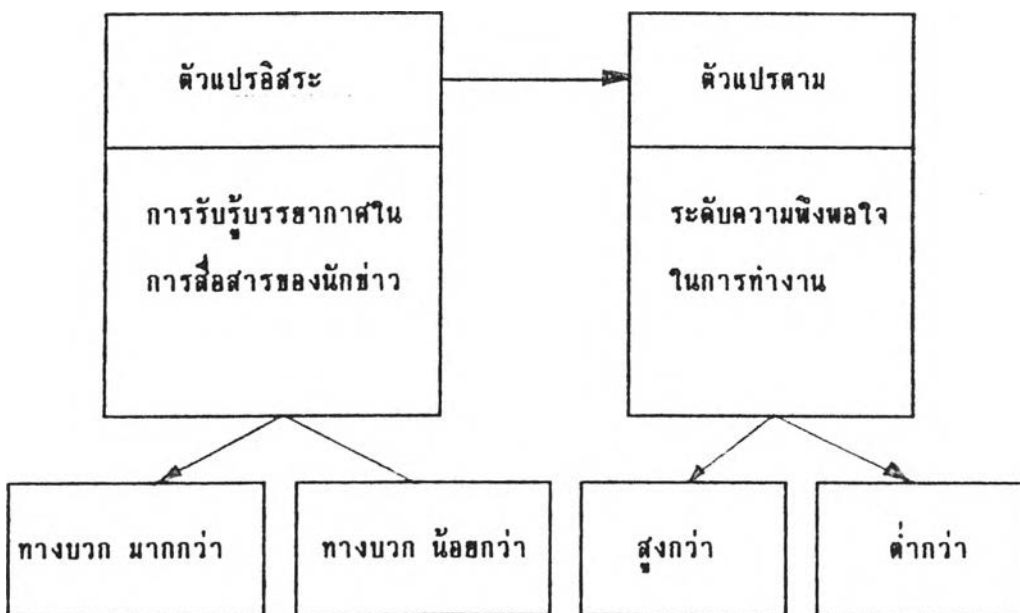 ตัวแปรอิสระ
ตัวแปรตาม
การรับรู้บรรยากาศใน
การสื่อสารของนักข่าว
ระดับความพึงพอใจ
ในการทำงาน
ทางบวก มากกว่า
ทางบวก น้อยกว่า
สูงกว่า
ต่ำกว่า